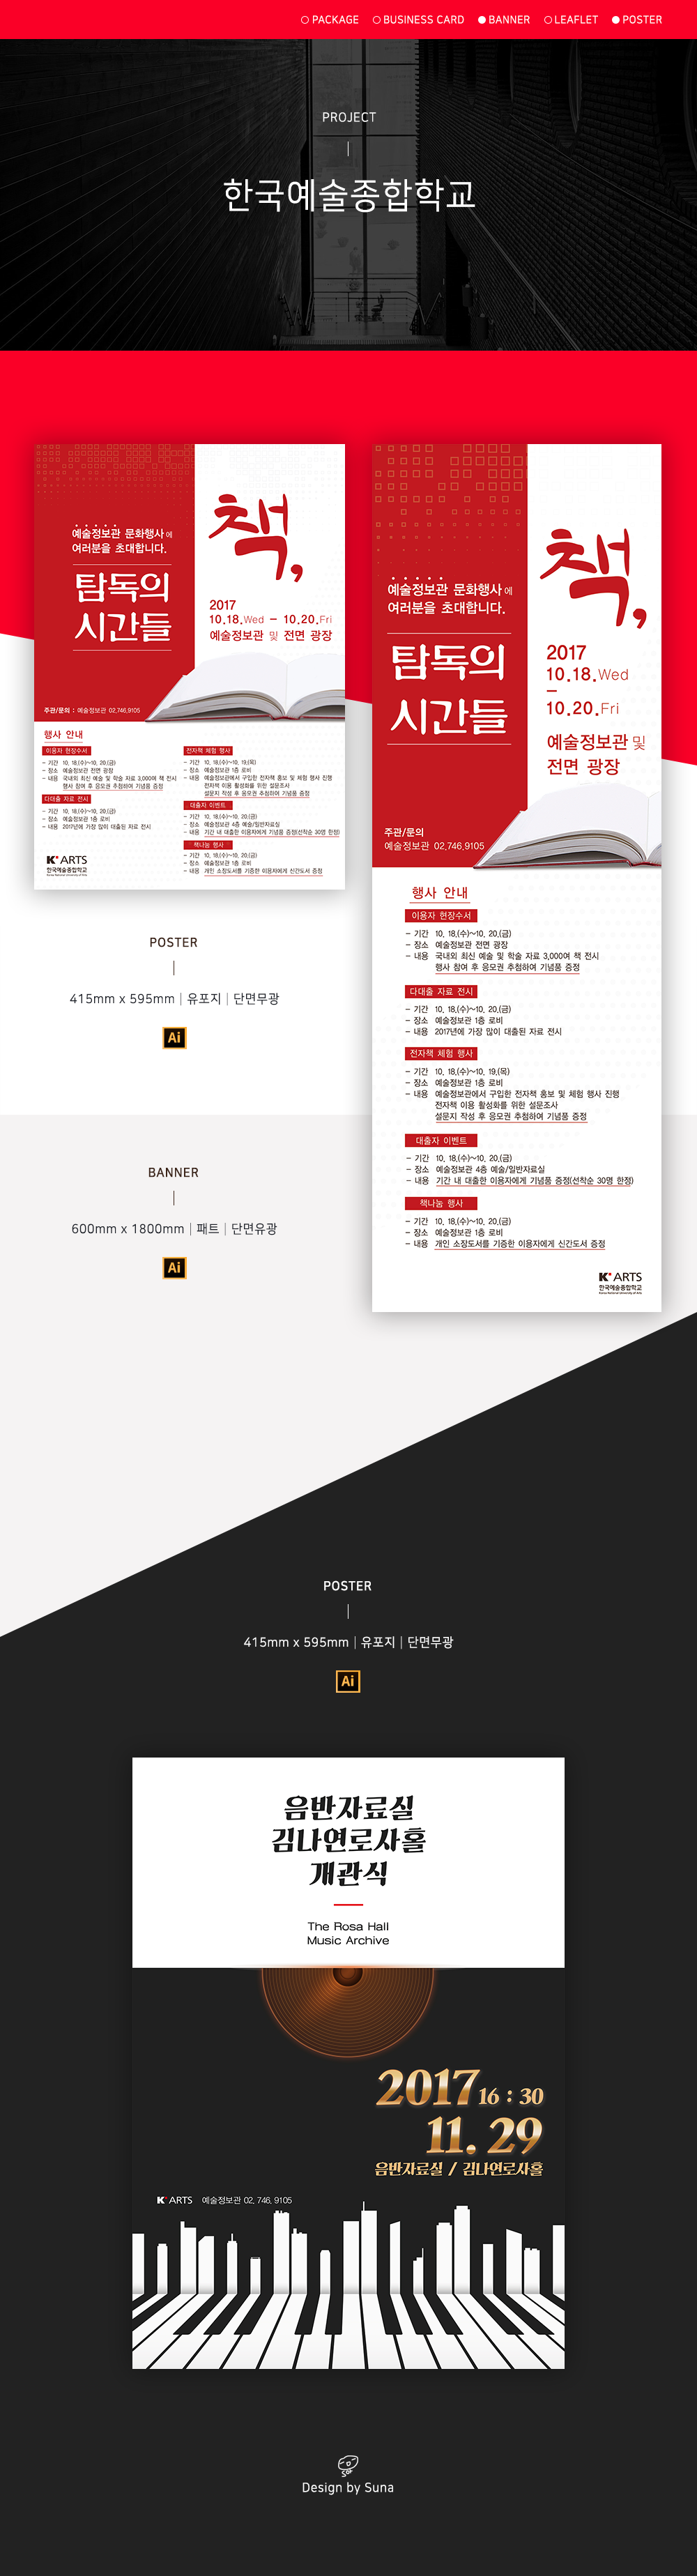 PACKAGE
BUSINESS CARD
BANNER
LEAFLET
POSTER
PROJECT
한국예술종합학교
예술정보관 문화행사에
여러분을 초대합니다.
탐독의
시간들
책,
2017
10.18.Wed - 10.20.Fri
예술정보관 및 전면 광장
주관/문의 : 예술정보관 02.746.9105
행사 안내
이용자 현장수서
- 기간 10. 18.(수)~10. 20.(금)
- 장소 예술정보관 전면 광장
- 내용 국내외 최신 예술 및 학술 자료 3,000여 책 전시
행사 참여 후 응모권 추첨하여 기념품 증정
다대출 자료 전시
- 기간 10. 18.(수)~10. 20.(금)
- 장소 예술정보관 1층 로비
- 내용 2017년에 가장 많이 대출된 자료 전시
전자책 체험 행사
- 기간 10. 18.(수)~10. 19.(목)
- 장소 예술정보관 1층 로비
- 내용 예술정보관에서 구입한 전자책 홍보 및 체험 행사 진행
전자책 이용 활성화를 위한 설문조사
설문지 작성 후 응모권 추첨하여 기념품 증정
대출자 이벤트
- 기간 10. 18.(수)~10. 20.(금)
- 장소 예술정보관 4층 예술/일반자료실
- 내용 기간 내 대출한 이용자에게 기념품 증정(선착순 30명 한정)
책나눔 행사
- 기간 10. 18.(수)~10. 20.(금)
- 장소 예술정보관 1층 로비
- 내용 개인 소장도서를 기증한 이용자에게 신간도서 증정
K ARTS
한국예술종합학교
Korea National University of Arts
예술정보관 문화행사에
여러분을 초대합니다.
탐독의
시간들
책,
2017
10.18.Wed
-
10.20.Fri
예술정보관 및
전면 광장
주관/문의
예술정보관 02.746.9105
행사 안내
이용자 현장수서
- 기간 10. 18.(수)~10. 20.(금)
- 장소 예술정보관 전면 광장
- 내용 국내외 최신 예술 및 학술 자료 3,000여 책 전시
행사 참여 후 응모권 추첨하여 기념품 증정
다대출 자료 전시
- 기간 10. 18.(수)~10. 20.(금)
- 장소 예술정보관 1층 로비
- 내용 2017년에 가장 많이 대출된 자료 전시
전자책 체험 행사
- 기간 10. 18.(수)~10. 19.(목)
- 장소 예술정보관 1층 로비
- 내용 예술정보관에서 구입한 전자책 홍보 및 체험 행사 진행
전자책 이용 활성화를 위한 설문조사
설문지 작성 후 응모권 추첨하여 기념품 증정
대출자 이벤트
- 기간 10. 18.(수)~10. 20.(금)
- 장소 예술정보관 4층 예술/일반자료실
- 내용 기간 내 대출한 이용자에게 기념품 증정(선착순 30명 한정)
책나눔 행사
- 기간 10. 18.(수)~10. 20.(금)
- 장소 예술정보관 1층 로비
- 내용 개인 소장도서를 기증한 이용자에게 신간도서 증정
K ARTS
한국예술종합학교
Korea National University of Arts
POSTER
415mm x 595mm | 유포지 | 단면무광
Ai
BANNER
600mm x 1800mm | 패트 | 단면유광
Ai
POSTER
415mm x 595mm | 유포지 | 단면무광
Ai
음반자료실
김나연로사홀
개관식
The Rosa Hall
Music Archive
2017 16 : 30
11. 29
음반자료실 / 김나연로사홀
K ARTS 예술정보관 02. 746. 9105
Design by Suna